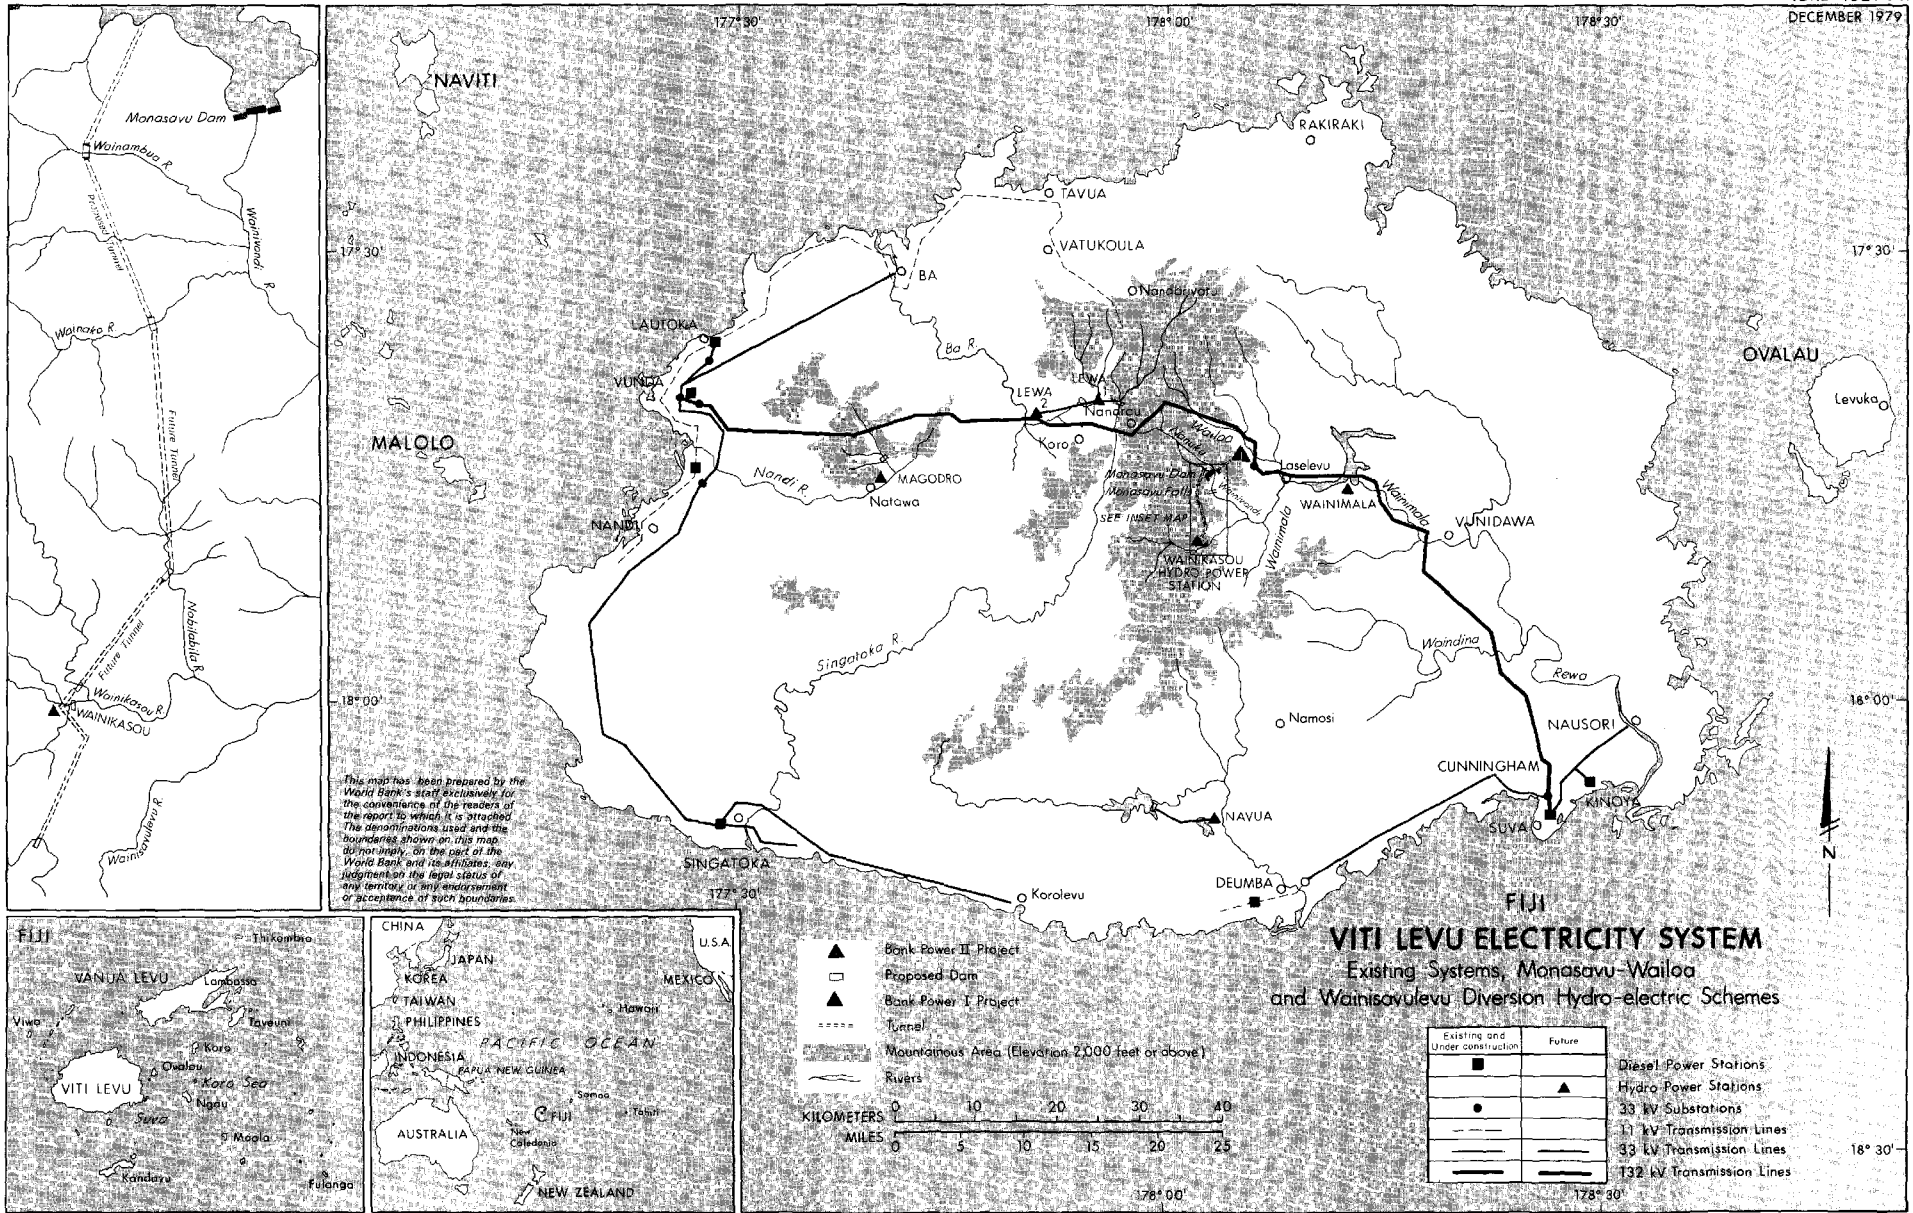 DECEMBER 1979
177°30'
178°00'
178°30'
NAVITI
RAKIRAKI
TAVUA
VATUKOULA
17°30'
17°30'
BA
Nandarivatu
LAUTOKA
Ba R.
OVALAU
VUNDA
LEWA
2
LEWA
1
Nandrau
Levuka
MALOLO
Koro
Wailoa
Nanuku
Laselevu
Nandi R.
MAGODRO
Natawa
Monasavu Dam
Monasavu Falls
Wainisavulevu
WAINIMALA
Wainimala
VUNIDAWA
NANDI
SEE INSET MAP
Wainimala
WAINIKASOU
HYDRO POWER
STATION
Singatoka R.
Waindina
Rewa
18°00'
18°00'
Namosi
NAUSORI
CUNNINGHAM
KINOYA
NAVUA
SUVA
SINGATOKA
177°30'
Korolevu
DEUMBA
N
Monasavu Dam
Wainambua R.
Proposed Tunnel
Wainivondi R.
Wainako R.
Future Tunnel
Nabilabila R.
Future Tunnel
Wainikasou R.
WAINIKASOU
Wainisavulevu R.
This map has been prepared by the
World Bank's staff exclusively for
the convenience of the readers of
the report to which it is attached.
The denominations used and the
boundaries shown on this map
do not imply, on the part of the
World Bank and its affiliates, any
judgment on the legal status of
any territory or any endorsement
or acceptance of such boundaries.
FIJI
VITI LEVU ELECTRICITY SYSTEM
Existing Systems, Monasavu-Wailoa
and Wainisavulevu Diversion Hydro-electric Schemes
FIJI
Thikombia
VANUA LEVU
Lambasa
Viwa
Taveuni
Koro
Ovalau
VITI LEVU
Koro Sea
Ngau
Suva
Moala
Kandavu
Fulanga
CHINA
U.S.A.
JAPAN
KOREA
MEXICO
TAIWAN
Hawaii
PHILIPPINES
PACIFIC OCEAN
INDONESIA
PAPUA NEW GUINEA
Samoa
FIJI
Tahiti
AUSTRALIA
New
Caledonia
NEW ZEALAND
Bank Power II Project
Proposed Dam
Bank Power I Project
Tunnel
Mountainous Area (Elevation 2,000 feet or above)
Rivers
KILOMETERS 0 10 20 30 40
MILES 0 5 10 15 20 25
Existing and
Under construction
Future
Diesel Power Stations
Hydro Power Stations
33 kV Substations
11 kV Transmission Lines
33 kV Transmission Lines
132 kV Transmission Lines
18°30'
178°00'
178°30'